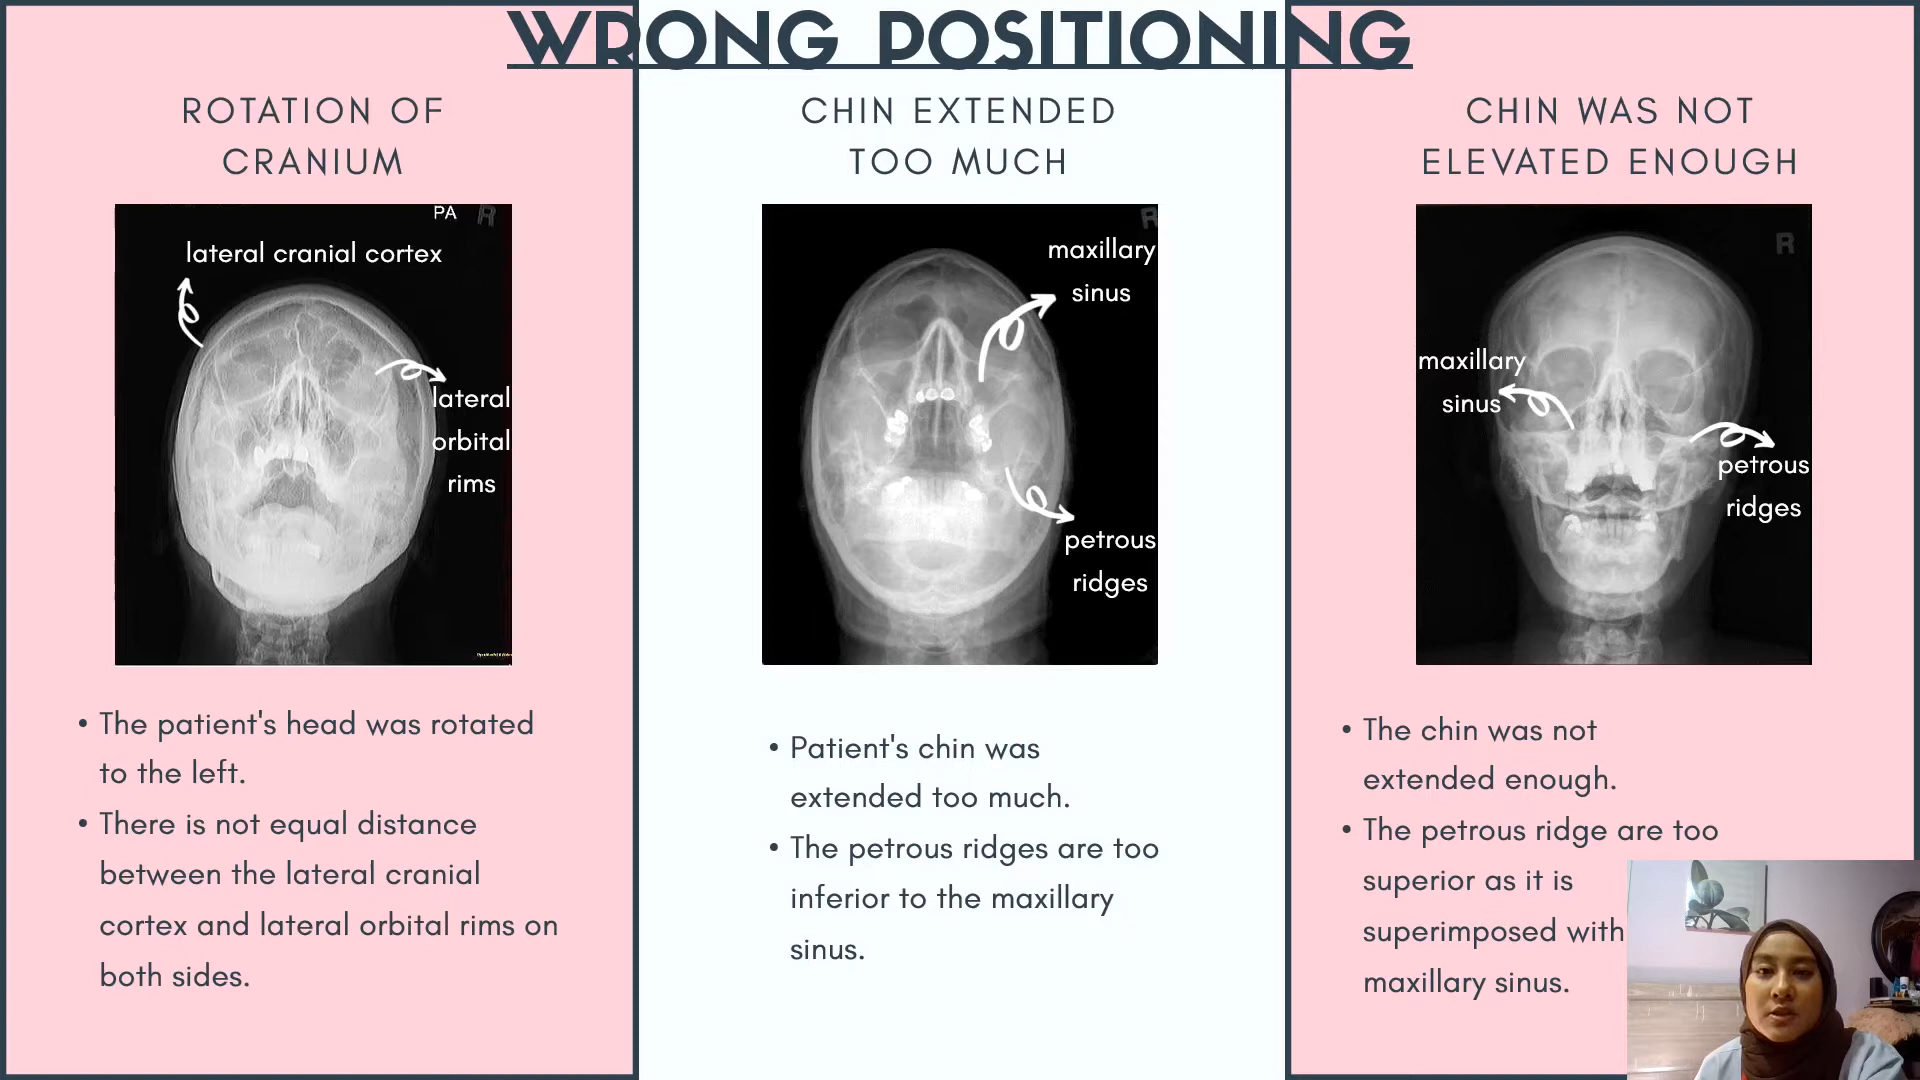 WRONG POSITIONING
ROTATION OF
CRANIUM
PA R
lateral cranial cortex
lateral
orbital
rims
• The patient's head was rotated
to the left.
• There is not equal distance
between the lateral cranial
cortex and lateral orbital rims on
both sides.
CHIN EXTENDED
TOO MUCH
R
maxillary
sinus
petrous
ridges
• Patient's chin was
extended too much.
• The petrous ridges are too
inferior to the maxillary
sinus.
CHIN WAS NOT
ELEVATED ENOUGH
R
maxillary
sinus
petrous
ridges
• The chin was not
extended enough.
• The petrous ridge are too
superior as it is
superimposed with
maxillary sinus.